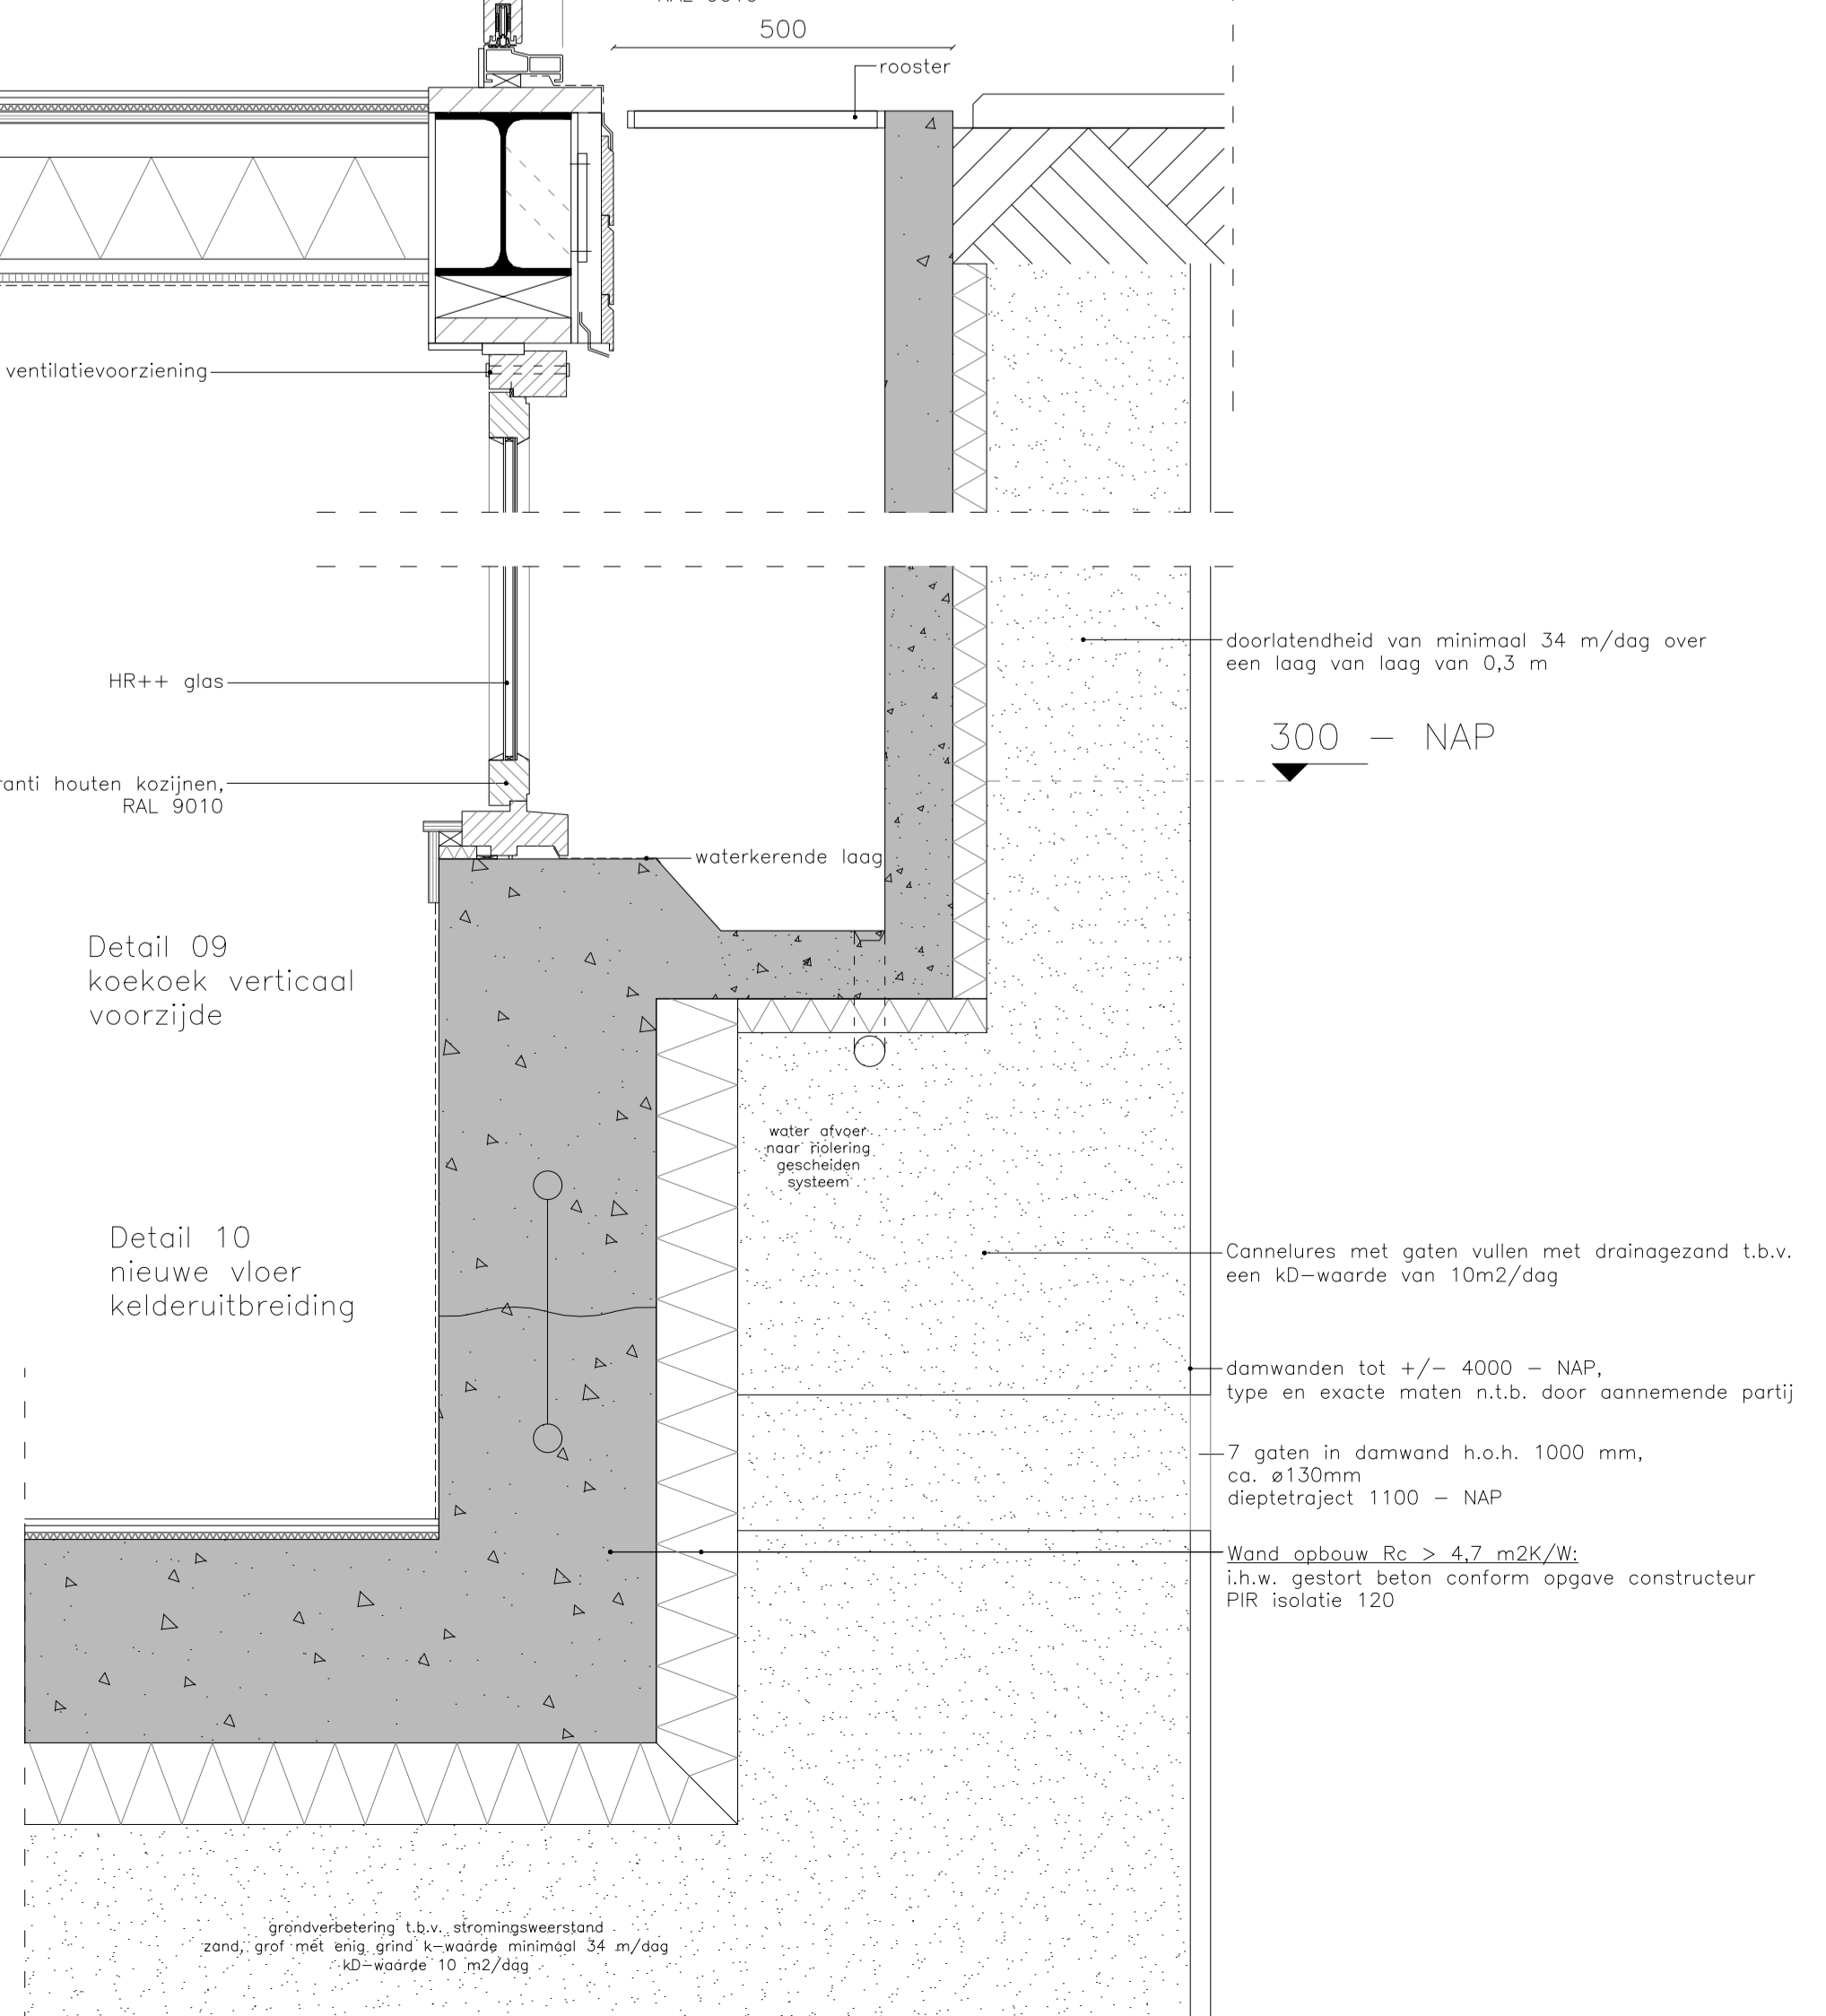 500
rooster
ventilatievoorziening
doorlatendheid van minimaal 34 m/dag over
een laag van laag van 0,3 m
HR++ glas
300 - NAP
houten kozijnen,
RAL 9010
waterkerende laag
Detail 09
koekoek verticaal
voorzijde
water afvoer
naar riolering
gescheiden
systeem
Detail 10
nieuwe vloer
kelderuitbreiding
Cannelures met gaten vullen met drainagezand t.b.v.
een kD-waarde van 10m2/dag
damwanden tot +/- 4000 - NAP,
type en exacte maten n.t.b. door aannemende partij
7 gaten in damwand h.o.h. 1000 mm,
ca. ø130mm
dieptetraject 1100 - NAP
Wand opbouw Rc > 4,7 m2K/W:
i.h.w. gestort beton conform opgave constructeur
PIR isolatie 120
grondverbetering t.b.v. stromingsweerstand
zand, grof met enig grind k-waarde minimaal 34 m/dag
kD-waarde 10 m2/dag